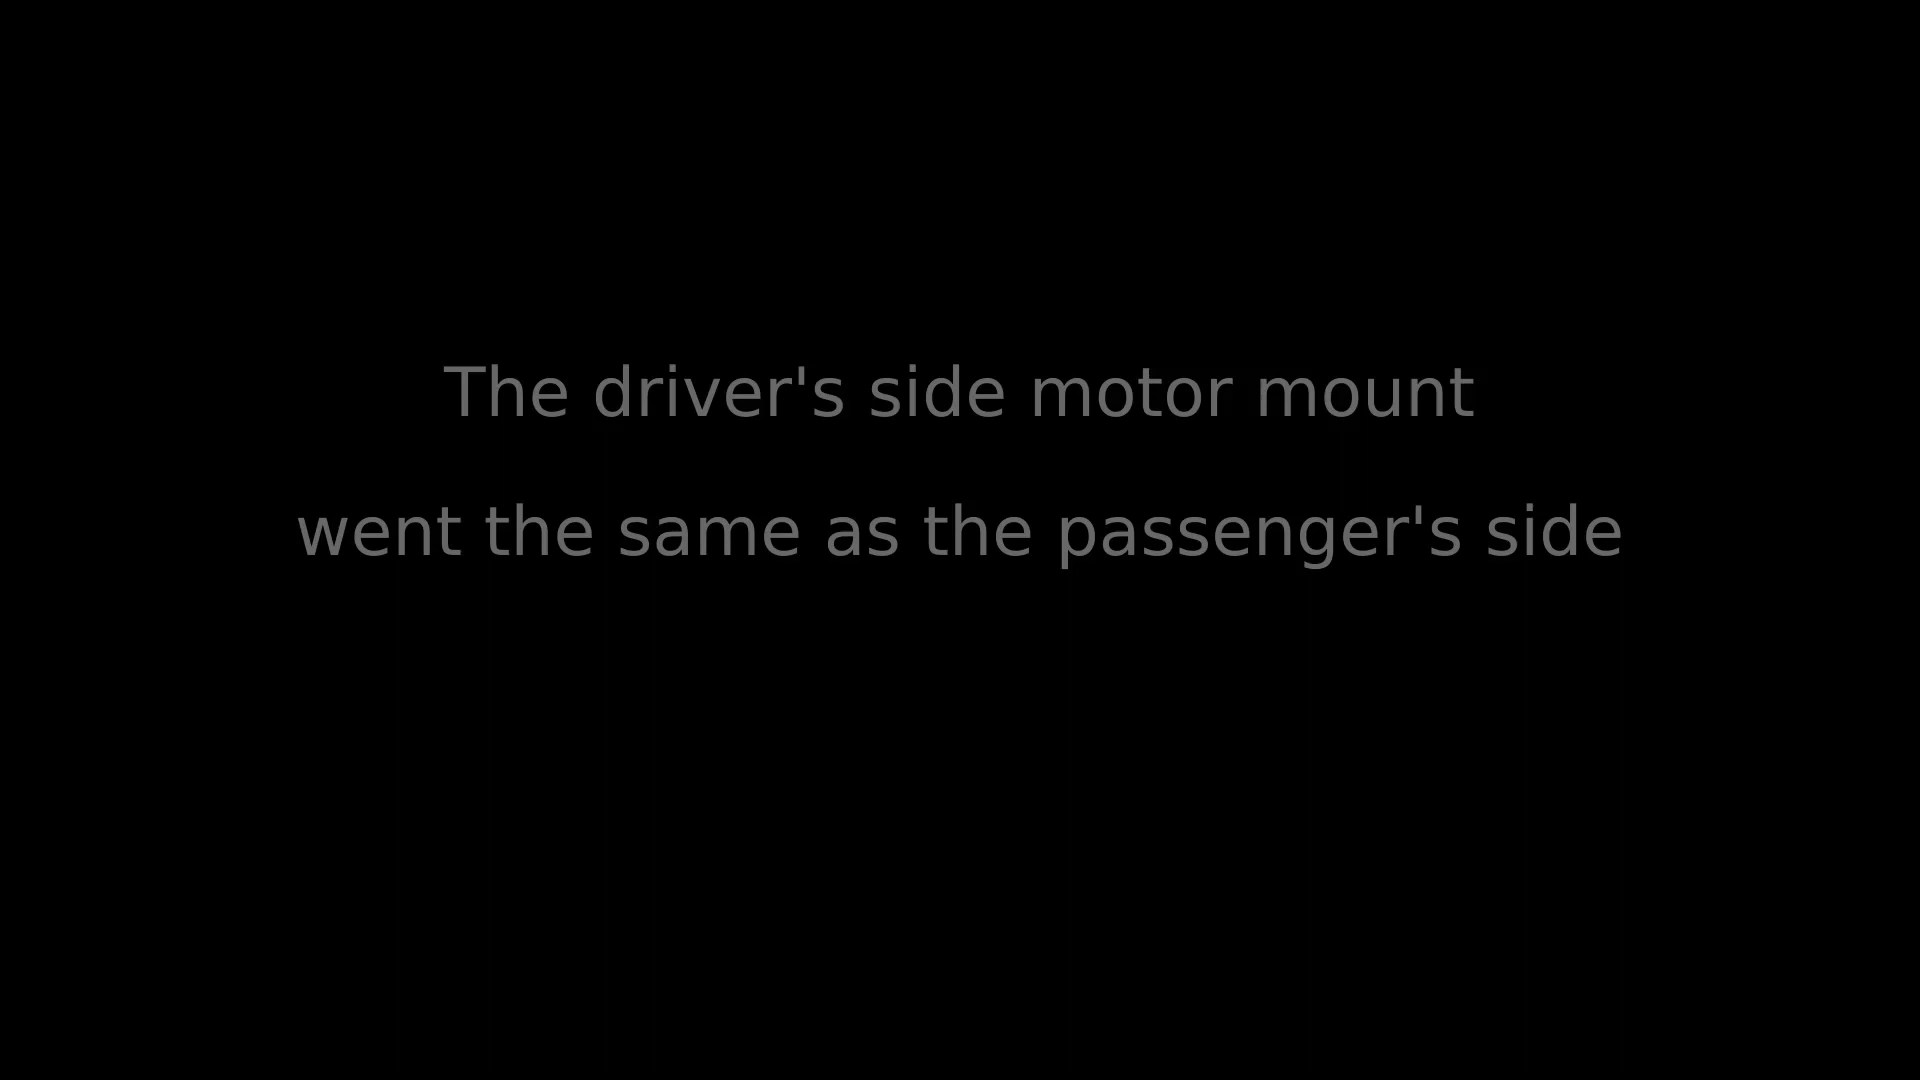 The driver's side motor mount
went the same as the passenger's side